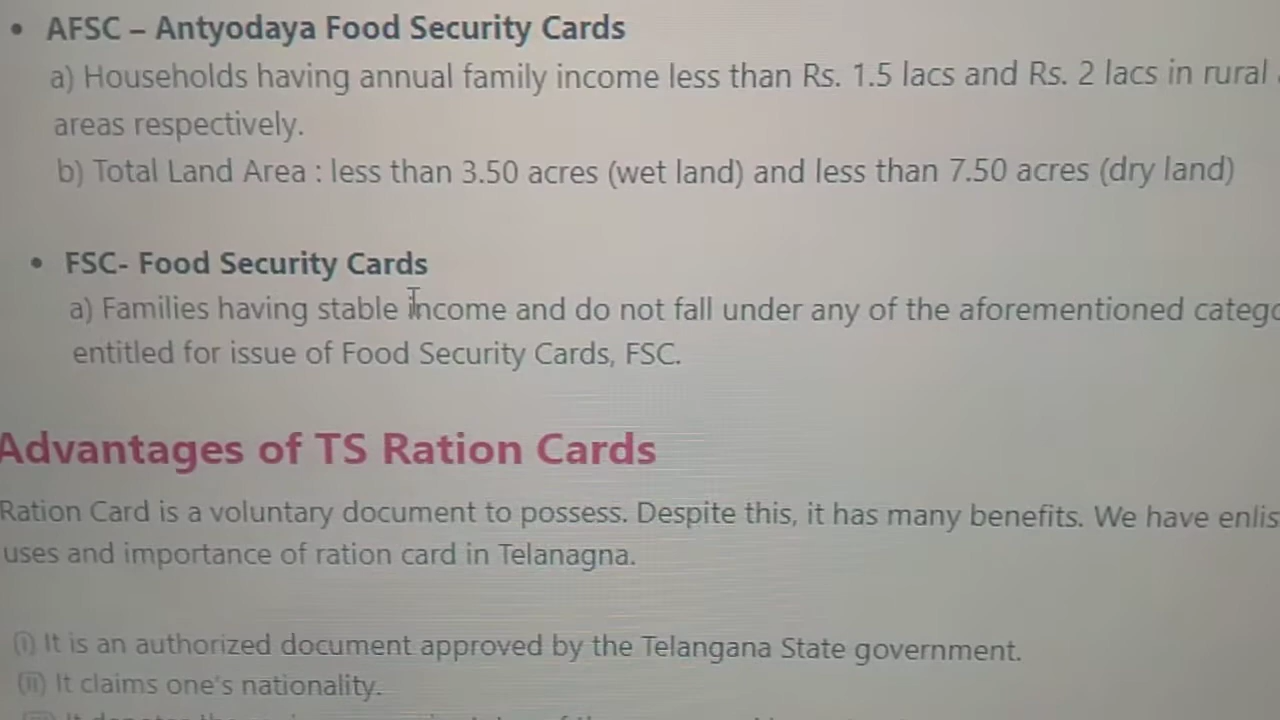 • AFSC – Antyodaya Food Security Cards
a) Households having annual family income less than Rs. 1.5 lacs and Rs. 2 lacs in rural
areas respectively.
b) Total Land Area : less than 3.50 acres (wet land) and less than 7.50 acres (dry land)
• FSC- Food Security Cards
a) Families having stable income and do not fall under any of the aforementioned
entitled for issue of Food Security Cards, FSC.
Advantages of TS Ration Cards
Ration Card is a voluntary document to possess. Despite this, it has many benefits. We have
uses and importance of ration card in Telanagna.
(i) It is an authorized document approved by the Telangana State government.
(ii) It claims one's nationality.